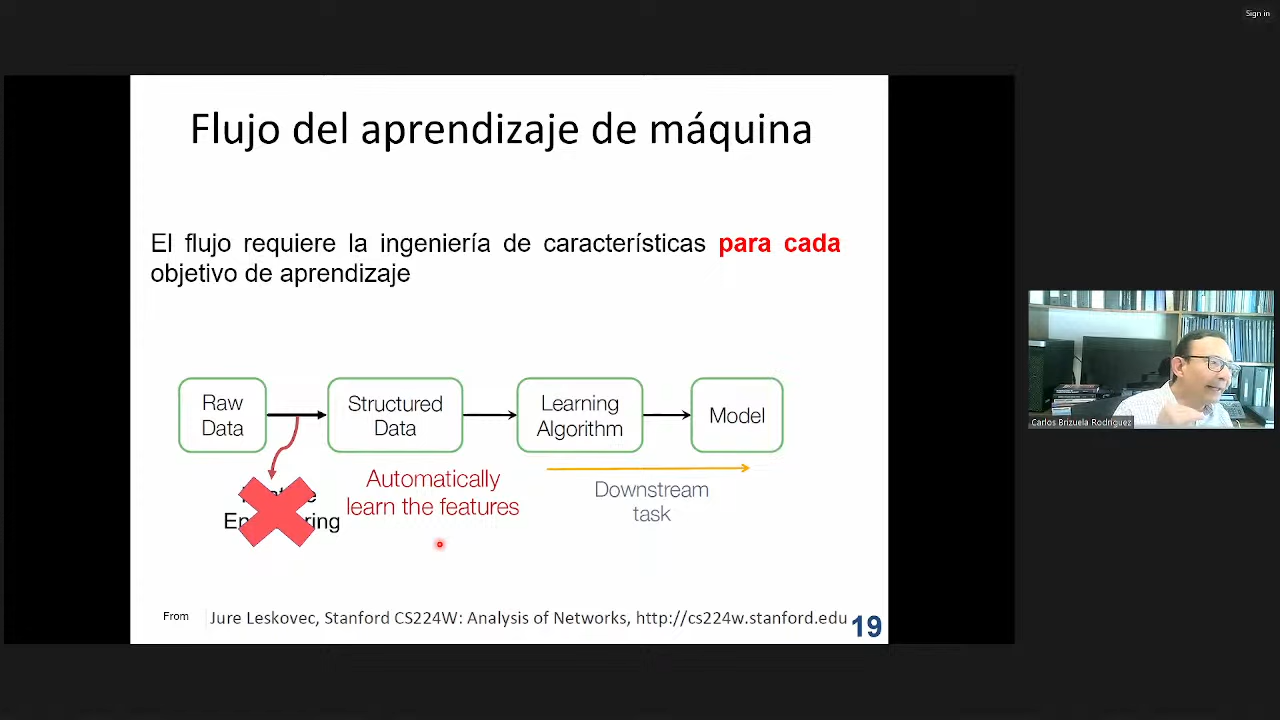 Sign in
Flujo del aprendizaje de máquina
El flujo requiere la ingeniería de características para cada
objetivo de aprendizaje
Raw
Data
Structured
Data
Learning
Algorithm
Model
Automatically
learn the features
Downstream
task
From
Jure Leskovec, Stanford CS224W: Analysis of Networks, http://cs224w.stanford.edu
19
Carlos Brizuela Rodríguez